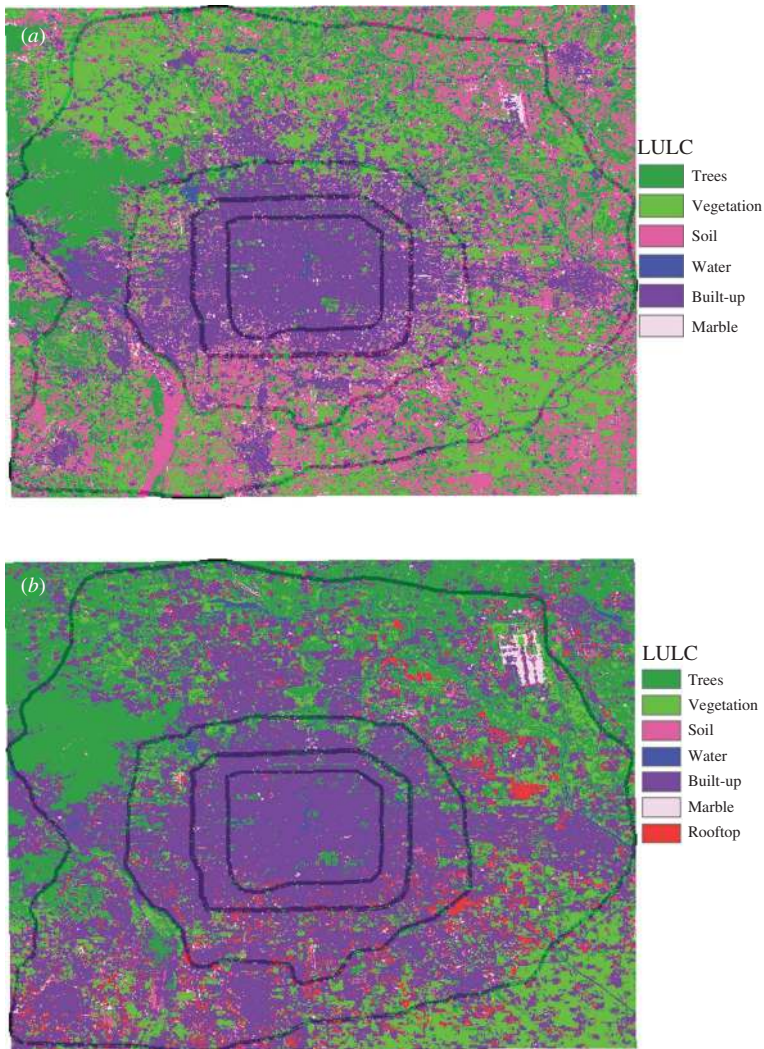 (a)
LULC
Trees
Vegetation
Soil
Water
Built-up
Marble
(b)
LULC
Trees
Vegetation
Soil
Water
Built-up
Marble
Rooftop